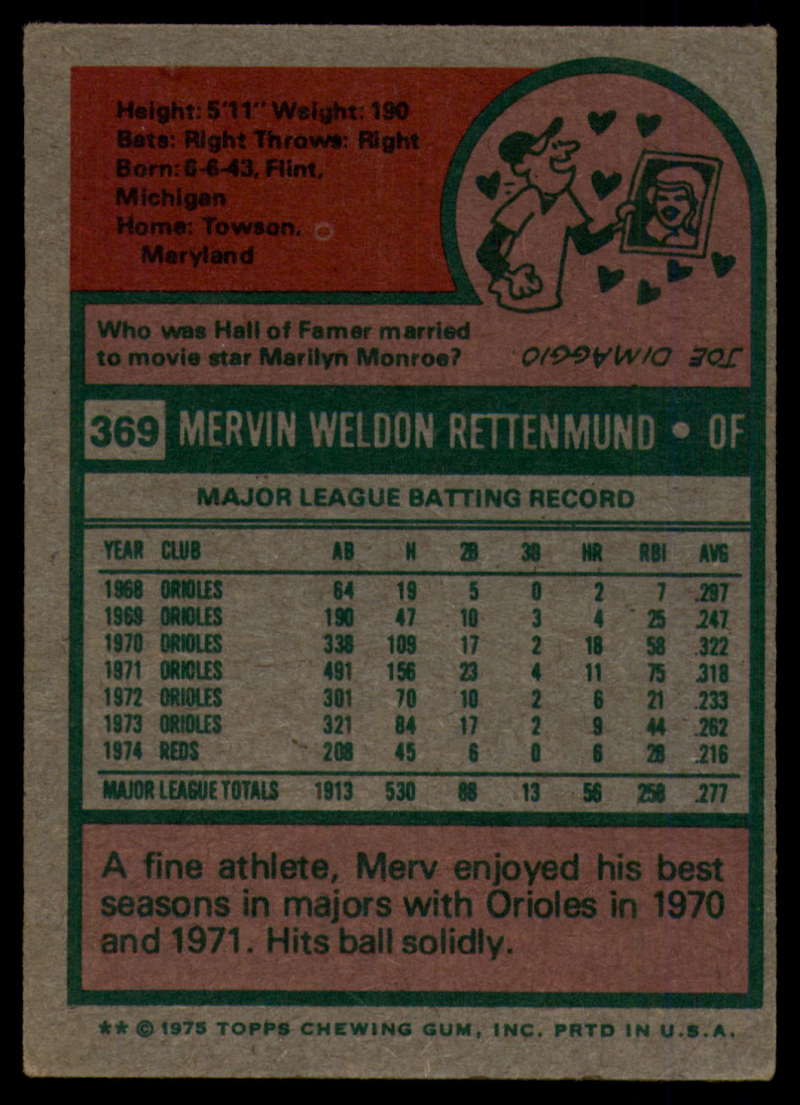 Height: 5'11" Weight: 190
Bats: Right Throws: Right
Born: 6-6-43, Flint,
Michigan
Home: Towson,
Maryland
Who was Hall of Famer married
to movie star Marilyn Monroe?
JOE DIMAGGIO
369 MERVIN WELDON RETTENMUND • OF
MAJOR LEAGUE BATTING RECORD
YEAR CLUB AB H 2B 3B HR RBI AVG
1968 ORIOLES 64 19 5 0 2 7 .297
1969 ORIOLES 190 47 10 3 4 25 .247
1970 ORIOLES 338 109 17 2 18 58 .322
1971 ORIOLES 491 156 23 4 11 75 .318
1972 ORIOLES 301 70 10 2 6 21 .233
1973 ORIOLES 321 84 17 2 9 44 .262
1974 REDS 208 45 6 0 6 28 .216
MAJOR LEAGUE TOTALS 1913 530 88 13 56 258 .277
A fine athlete, Merv enjoyed his best
seasons in majors with Orioles in 1970
and 1971. Hits ball solidly.
** © 1975 TOPPS CHEWING GUM, INC. PRTD IN U.S.A.